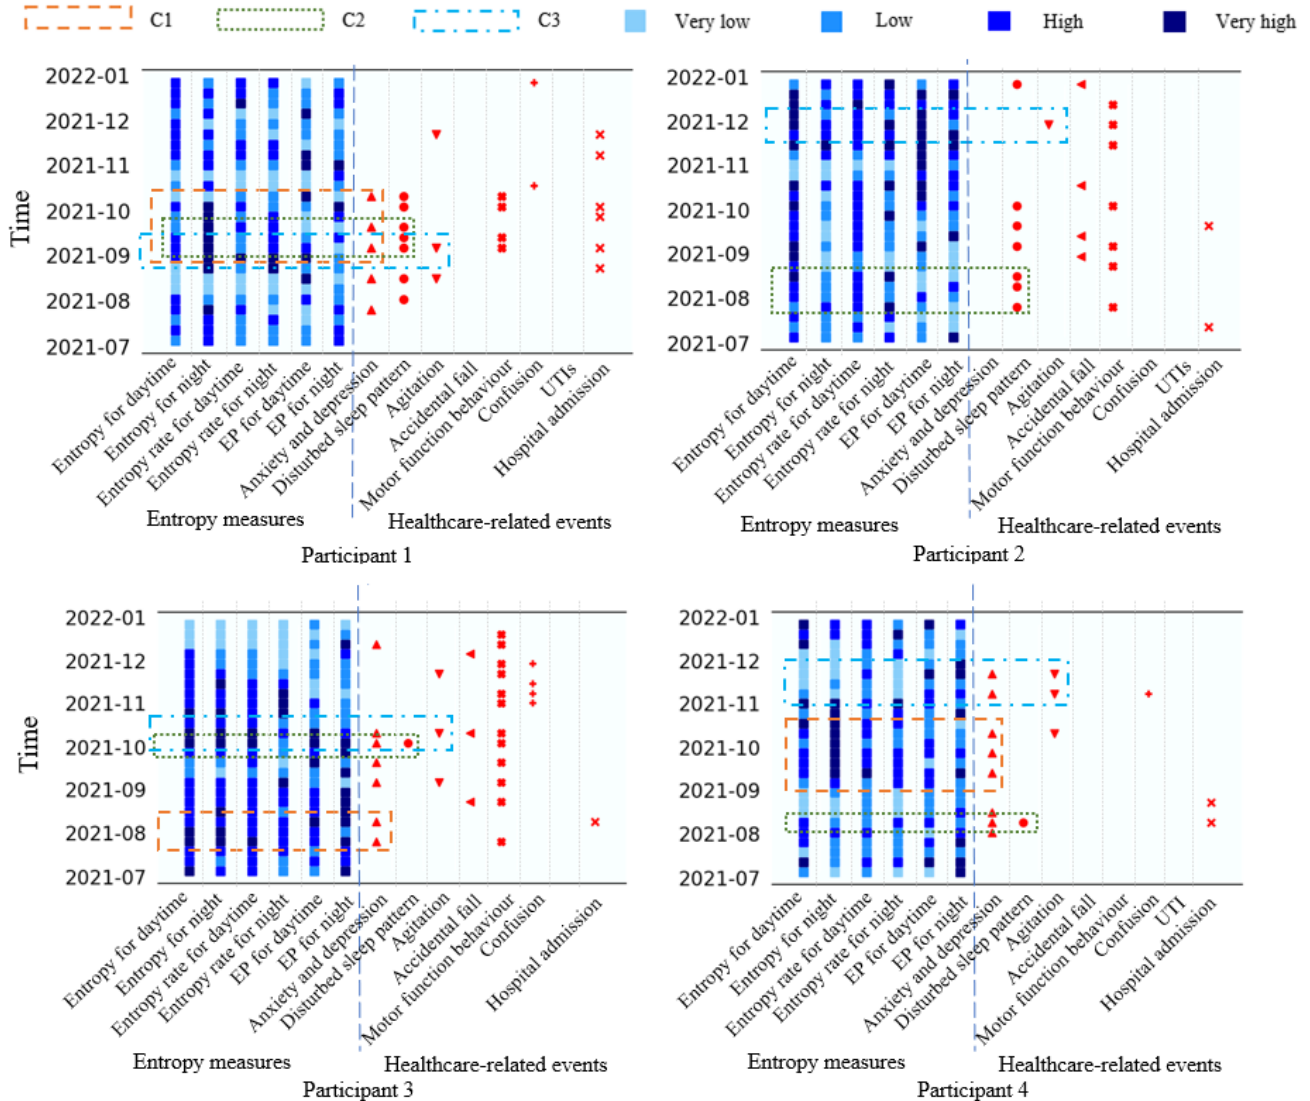 C1 C2 C3 Very low Low High Very high
Time
2022-01
2021-12
2021-11
2021-10
2021-09
2021-08
2021-07
Entropy for daytime
Entropy for night
Entropy rate for daytime
Entropy rate for night
EP for daytime
EP for night
Anxiety and depression
Disturbed sleep pattern
Agitation
Accidental fall
Motor function behaviour
Confusion
UTIs
Hospital admission
Entropy measures
Healthcare-related events
Participant 1
2022-01
2021-12
2021-11
2021-10
2021-09
2021-08
2021-07
Entropy for daytime
Entropy for night
Entropy rate for daytime
Entropy rate for night
EP for daytime
EP for night
Anxiety and depression
Disturbed sleep pattern
Agitation
Accidental fall
Motor function behaviour
Confusion
UTIs
Hospital admission
Entropy measures
Healthcare-related events
Participant 2
Time
2022-01
2021-12
2021-11
2021-10
2021-09
2021-08
2021-07
Entropy for daytime
Entropy for night
Entropy rate for daytime
Entropy rate for night
EP for daytime
EP for night
Anxiety and depression
Disturbed sleep pattern
Agitation
Accidental fall
Motor function behaviour
Confusion
Hospital admission
Entropy measures
Healthcare-related events
Participant 3
2022-01
2021-12
2021-11
2021-10
2021-09
2021-08
2021-07
Entropy for daytime
Entropy for night
Entropy rate for daytime
Entropy rate for night
EP for daytime
EP for night
Anxiety and depression
Disturbed sleep pattern
Agitation
Accidental fall
Motor function behaviour
Confusion
UTI
Hospital admission
Entropy measures
Healthcare-related events
Participant 4